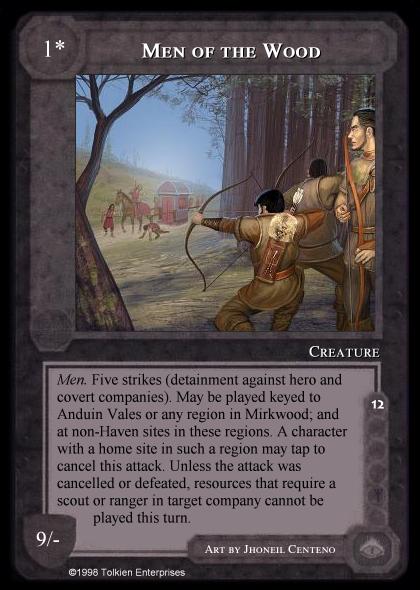 1*
MEN OF THE WOOD
CREATURE
Men. Five strikes (detainment against hero and
covert companies). May be played keyed to
Anduin Vales or any region in Mirkwood; and
at non-Haven sites in these regions. A character
with a home site in such a region may tap to
cancel this attack. Unless the attack was
cancelled or defeated, resources that require a
scout or ranger in target company cannot be
played this turn.
12
9/-
ART BY JHONEIL CENTENO
©1998 Tolkien Enterprises